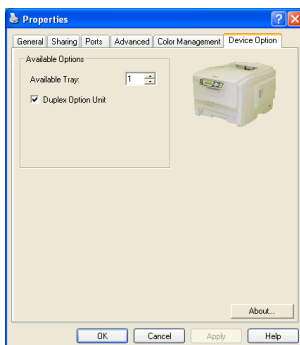 Properties
General Sharing Ports Advanced Color Management Device Option
Available Options
Available Tray: 1
Duplex Option Unit
About...
OK Cancel Apply Help